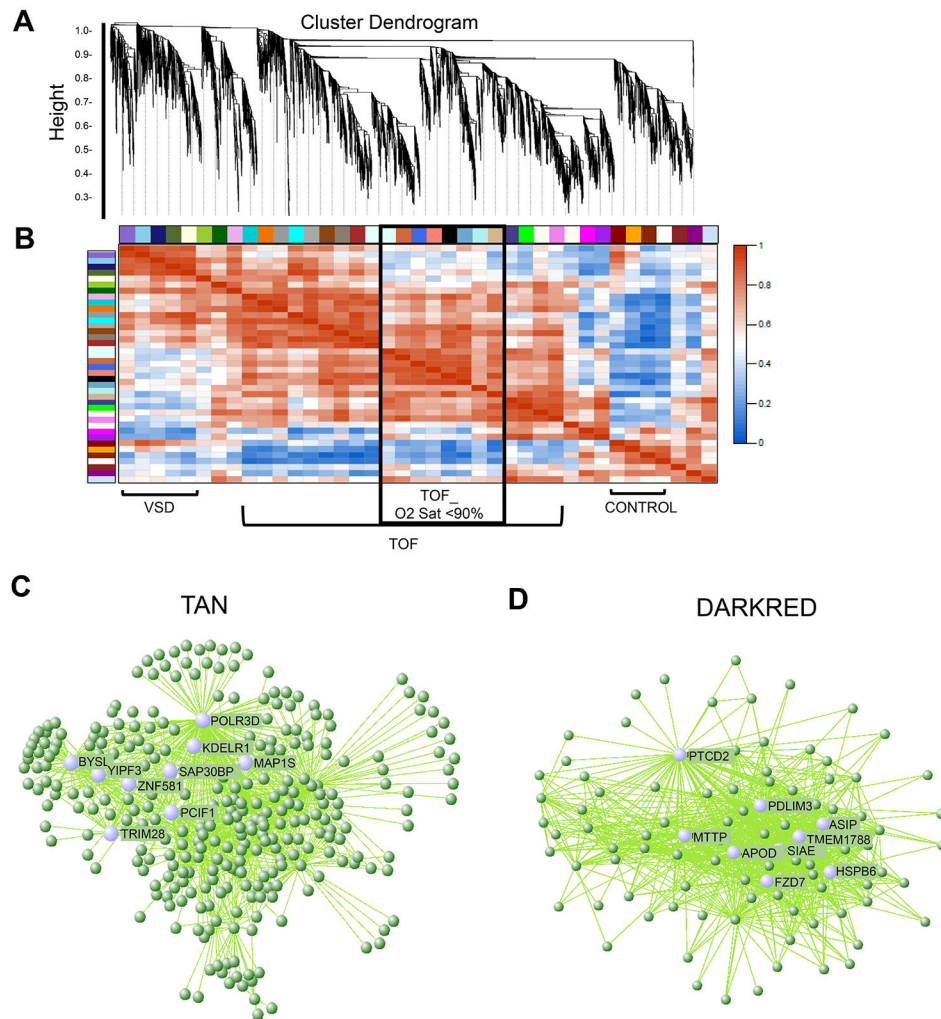 A
Cluster Dendrogram
Height
1.0-
0.9-
0.8-
0.7-
0.6-
0.5-
0.4-
0.3-
B
1
0.8
0.6
0.4
0.2
0
VSD
TOF_
O2 Sat <90%
CONTROL
TOF
C
TAN
D
DARKRED
POLR3D
KDELR1
BYSL
YIPF3
SAP30BP
MAP1S
ZNF581
PCIF1
TRIM28
PTCD2
PDLIM3
ASIP
MTTP
TMEM1788
APOD
SIAE
HSPB6
FZD7